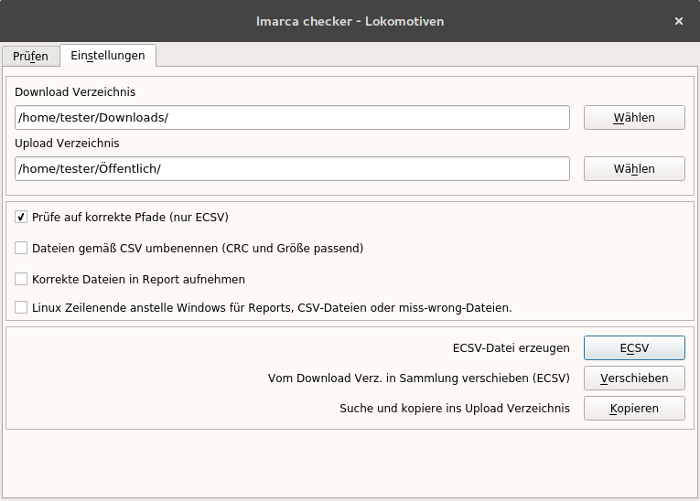 Imarca checker - Lokomotiven
Prüfen Einstellungen
Download Verzeichnis
/home/tester/Downloads/ Wählen
Upload Verzeichnis
/home/tester/Öffentlich/ Wählen
Prüfe auf korrekte Pfade (nur ECSV)
Dateien gemäß CSV umbenennen (CRC und Größe passend)
Korrekte Dateien in Report aufnehmen
Linux Zeilenende anstelle Windows für Reports, CSV-Dateien oder miss-wrong-Dateien.
ECSV-Datei erzeugen ECSV
Vom Download Verz. in Sammlung verschieben (ECSV) Verschieben
Suche und kopiere ins Upload Verzeichnis Kopieren